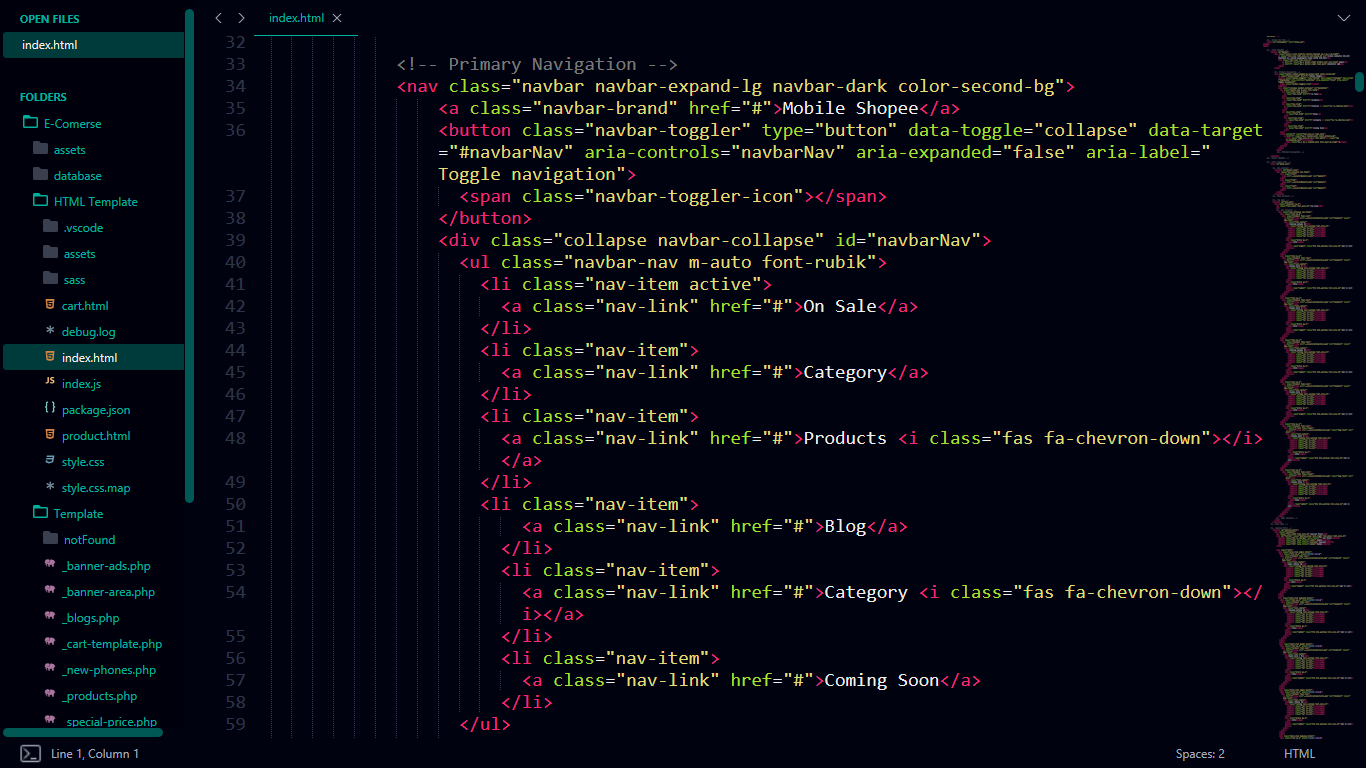 OPEN FILES
index.html
FOLDERS
E-Comerse
assets
database
HTML Template
.vscode
assets
sass
cart.html
debug.log
index.html
index.js
package.json
product.html
style.css
style.css.map
Template
notFound
_banner-ads.php
_banner-area.php
_blogs.php
_cart-template.php
_new-phones.php
_products.php
_special-price.php
index.html
32
33 <!-- Primary Navigation -->
34 <nav class="navbar navbar-expand-lg navbar-dark color-second-bg">
35 <a class="navbar-brand" href="#">Mobile Shopee</a>
36 <button class="navbar-toggler" type="button" data-toggle="collapse" data-target
="#navbarNav" aria-controls="navbarNav" aria-expanded="false" aria-label="
Toggle navigation">
37 <span class="navbar-toggler-icon"></span>
38 </button>
39 <div class="collapse navbar-collapse" id="navbarNav">
40 <ul class="navbar-nav m-auto font-rubik">
41 <li class="nav-item active">
42 <a class="nav-link" href="#">On Sale</a>
43 </li>
44 <li class="nav-item">
45 <a class="nav-link" href="#">Category</a>
46 </li>
47 <li class="nav-item">
48 <a class="nav-link" href="#">Products <i class="fas fa-chevron-down"></i>
</a>
49 </li>
50 <li class="nav-item">
51 <a class="nav-link" href="#">Blog</a>
52 </li>
53 <li class="nav-item">
54 <a class="nav-link" href="#">Category <i class="fas fa-chevron-down"></
i></a>
55 </li>
56 <li class="nav-item">
57 <a class="nav-link" href="#">Coming Soon</a>
58 </li>
59 </ul>
Line 1, Column 1
Spaces: 2
HTML